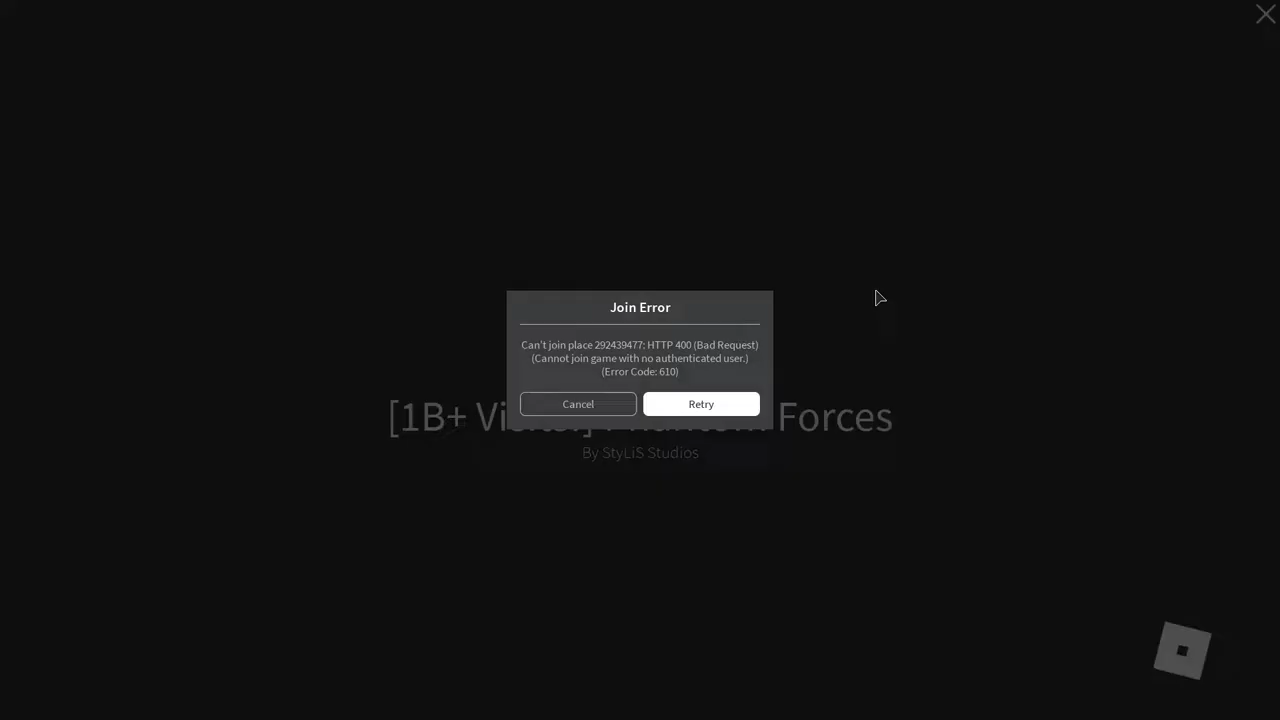 Join Error
Can't join place 292439477: HTTP 400 (Bad Request)
(Cannot join game with no authenticated user.)
(Error Code: 610)
Cancel
Retry
[1B+ Forces
By StyLiS Studios